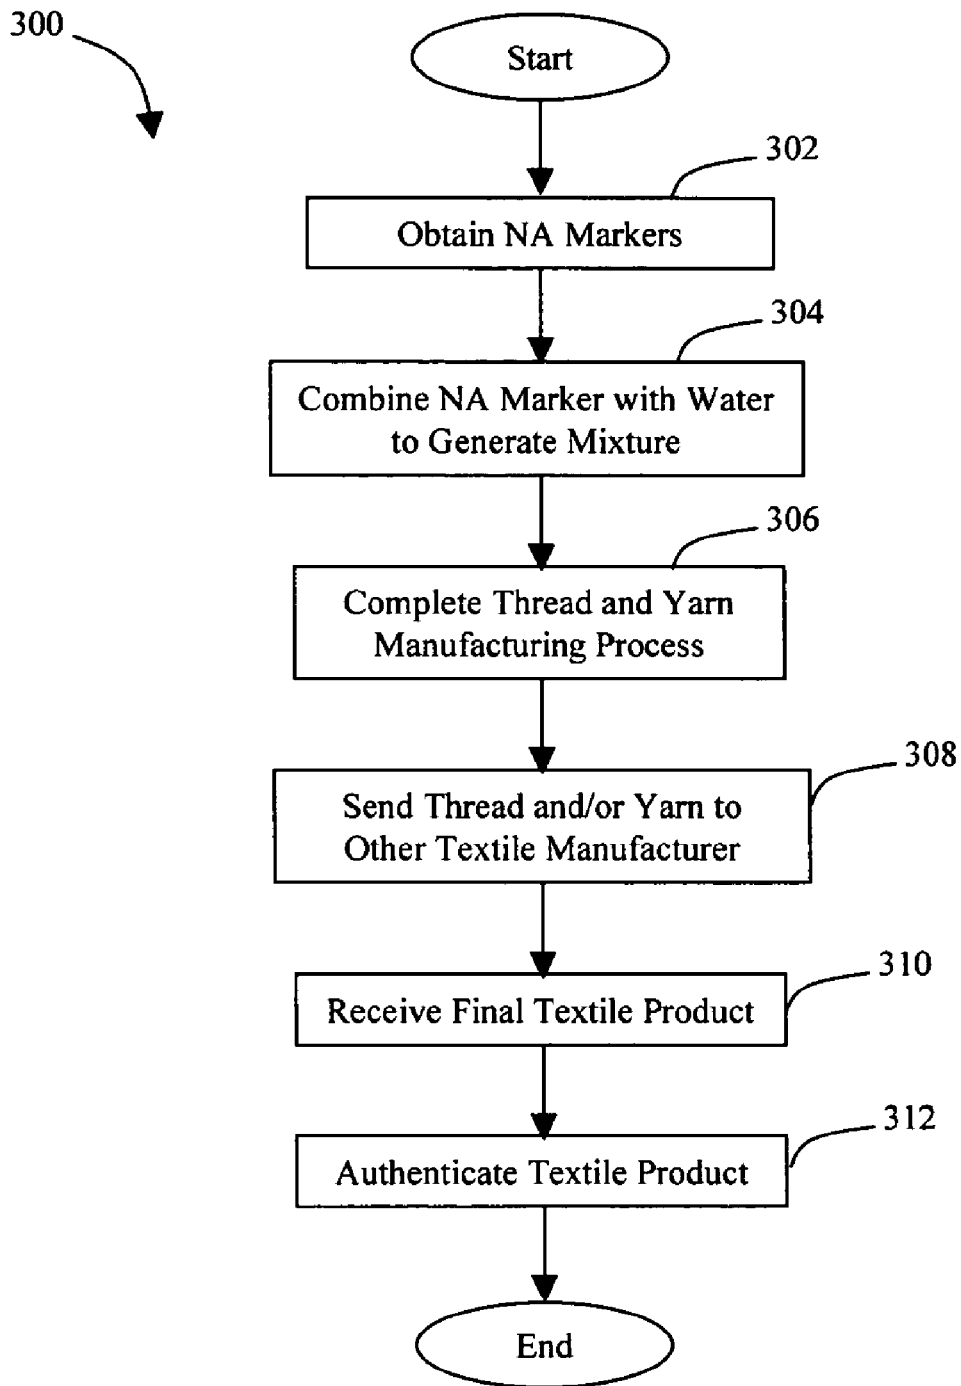 300
Start
302
Obtain NA Markers
304
Combine NA Marker with Water
to Generate Mixture
306
Complete Thread and Yarn
Manufacturing Process
308
Send Thread and/or Yarn to
Other Textile Manufacturer
310
Receive Final Textile Product
312
Authenticate Textile Product
End